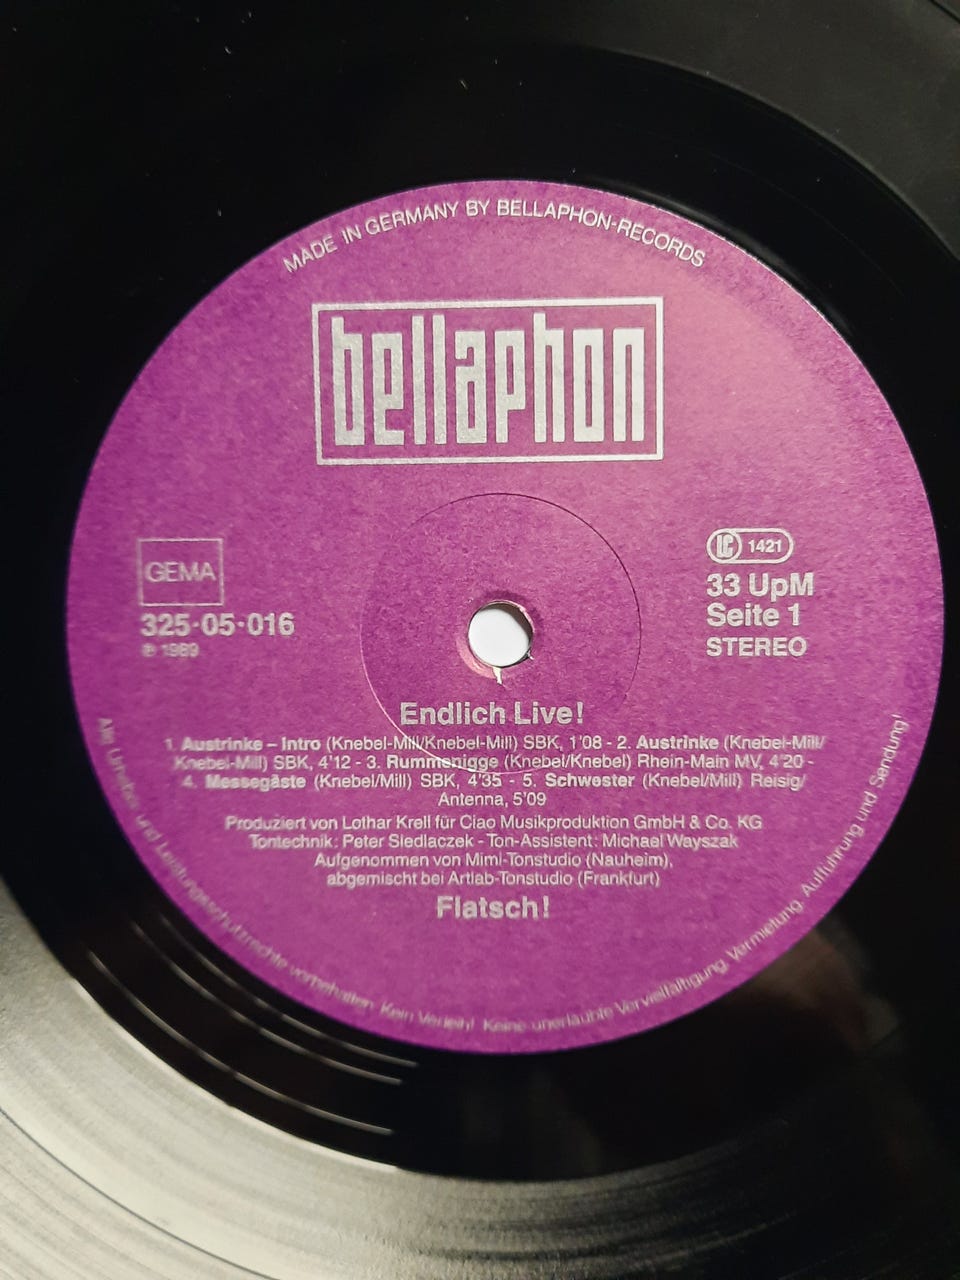 MADE IN GERMANY BY BELLAPHON-RECORDS
bellaphon
GEMA
325·05·016
℗ 1989
LC 1421
33 UpM
Seite 1
STEREO
Endlich Live!
1. Austrinke – Intro (Knebel-Mill/Knebel-Mill) SBK, 1'08 - 2. Austrinke (Knebel-Mill/
Knebel-Mill) SBK, 4'12 - 3. Rummenigge (Knebel/Knebel) Rhein-Main MV, 4'20 -
4. Messegäste (Knebel/Mill) SBK, 4'35 - 5. Schwester (Knebel/Mill) Reisig/
Antenna, 5'09
Produziert von Lothar Krell für Ciao Musikproduktion GmbH & Co. KG
Tontechnik: Peter Siedlaczek - Ton-Assistent: Michael Wayszak
Aufgenommen von Mimi-Tonstudio (Nauheim),
abgemischt bei Artlab-Tonstudio (Frankfurt)
Flatsch!
Alle Urheber- und Leistungsschutzrechte vorbehalten. Kein Verleih! Keine unerlaubte Vervielfältigung, Vermietung, Aufführung und Sendung!